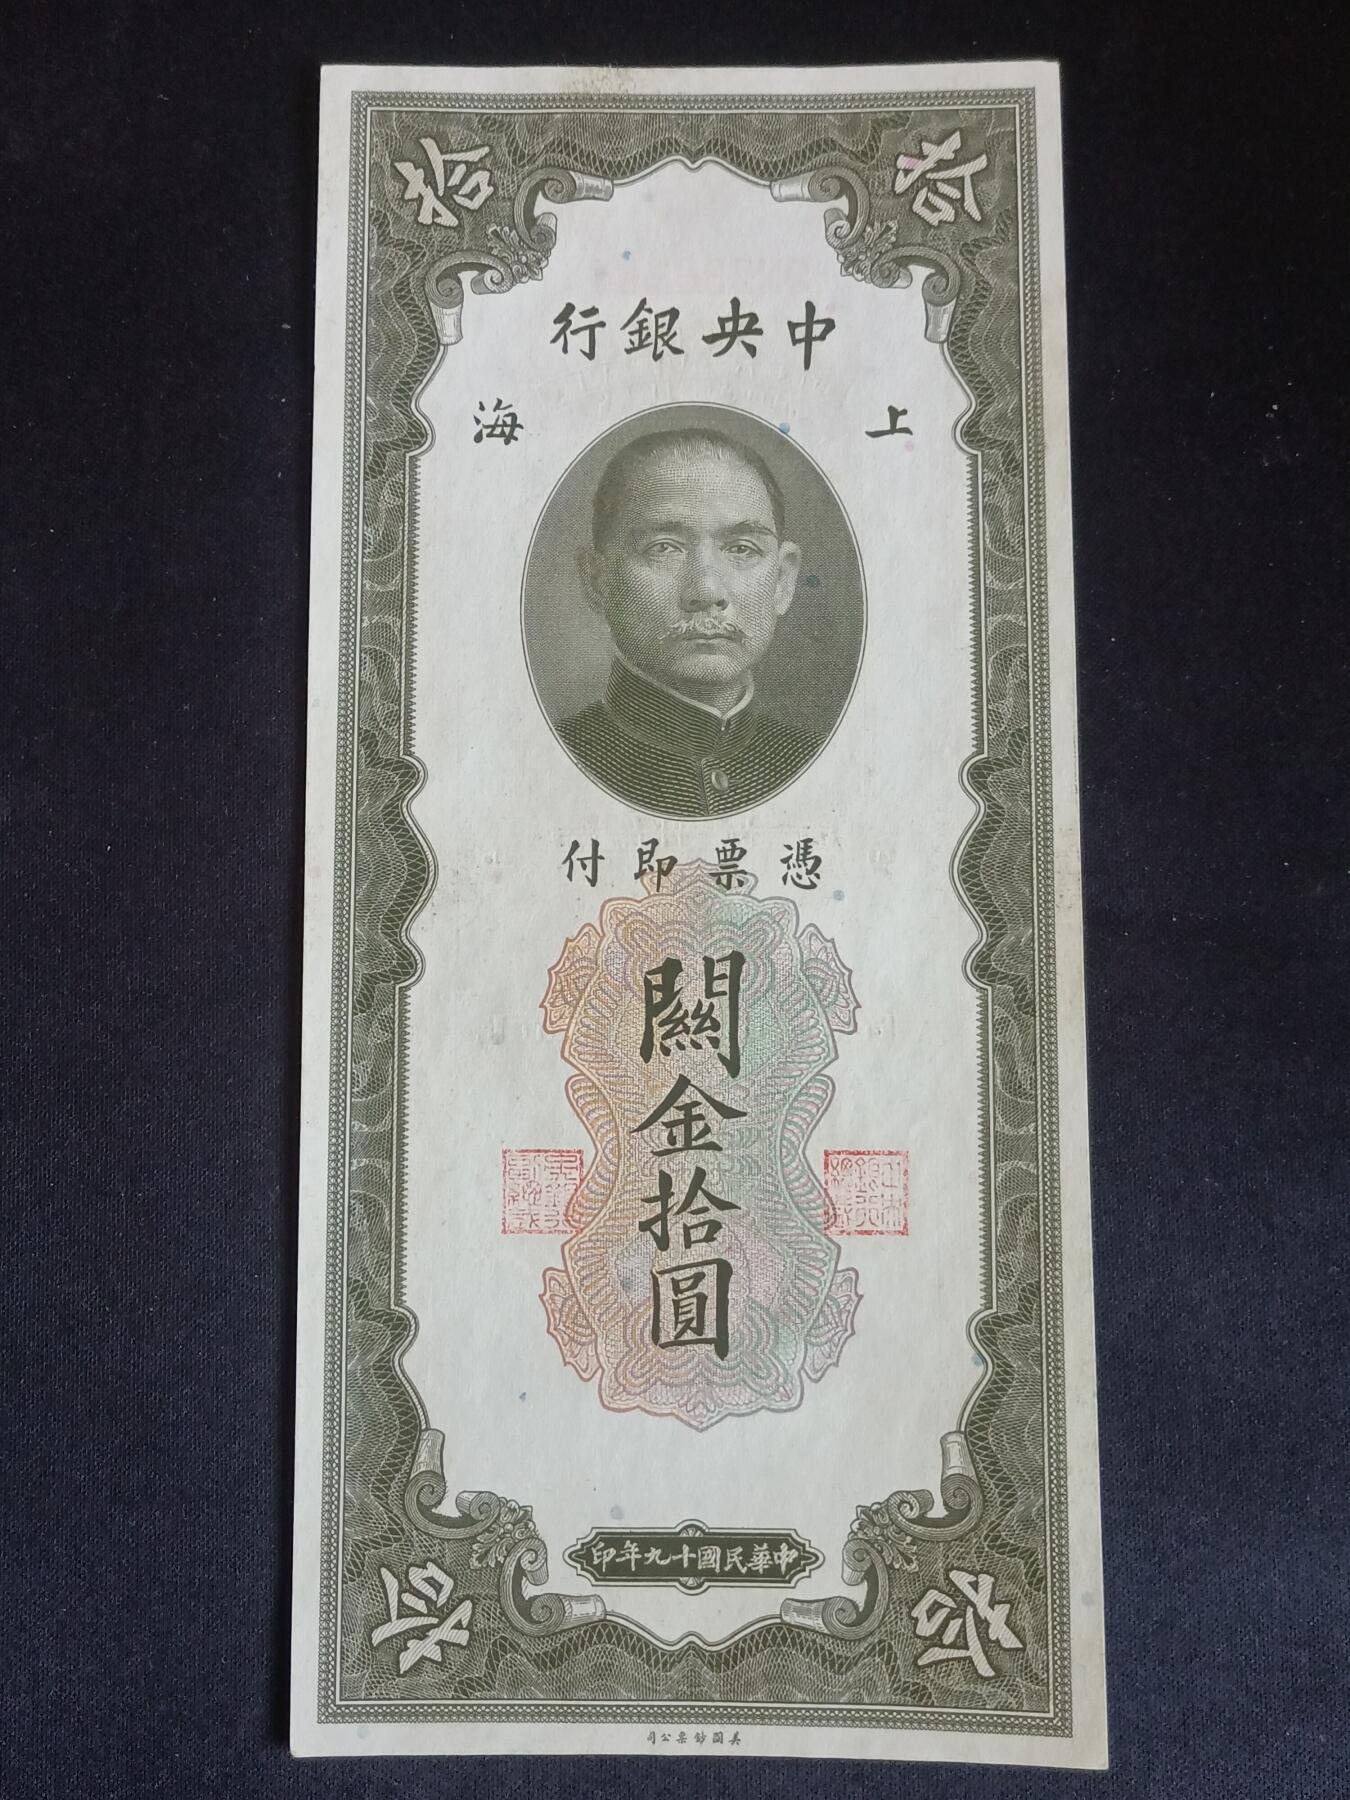 拾 拾
中央銀行
上海
憑票即付
關金拾圓
中華民國十九年印
拾 拾
美國鈔票公司